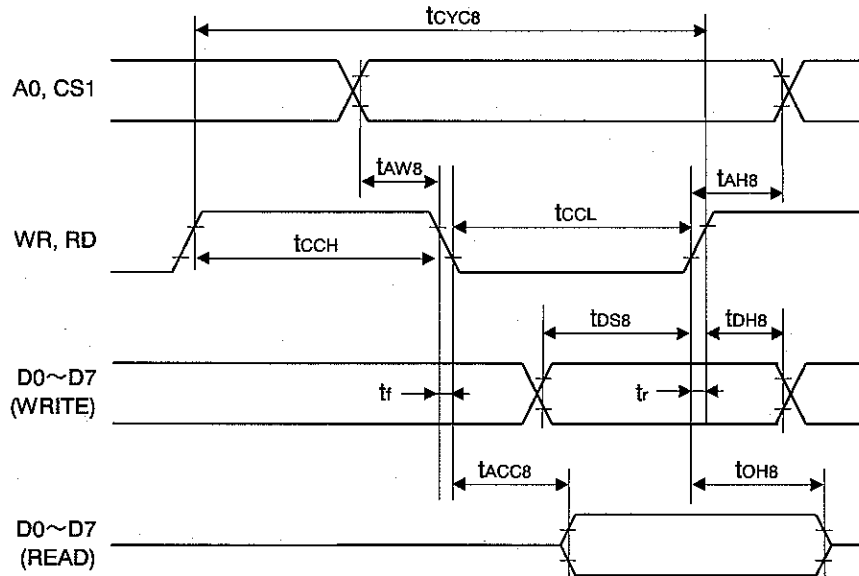 tCYC8
A0, CS1
tAW8
tAH8
WR, RD
tCCL
tCCH
tDS8
tDH8
D0～D7
(WRITE)
tf
tr
tACC8
tOH8
D0～D7
(READ)